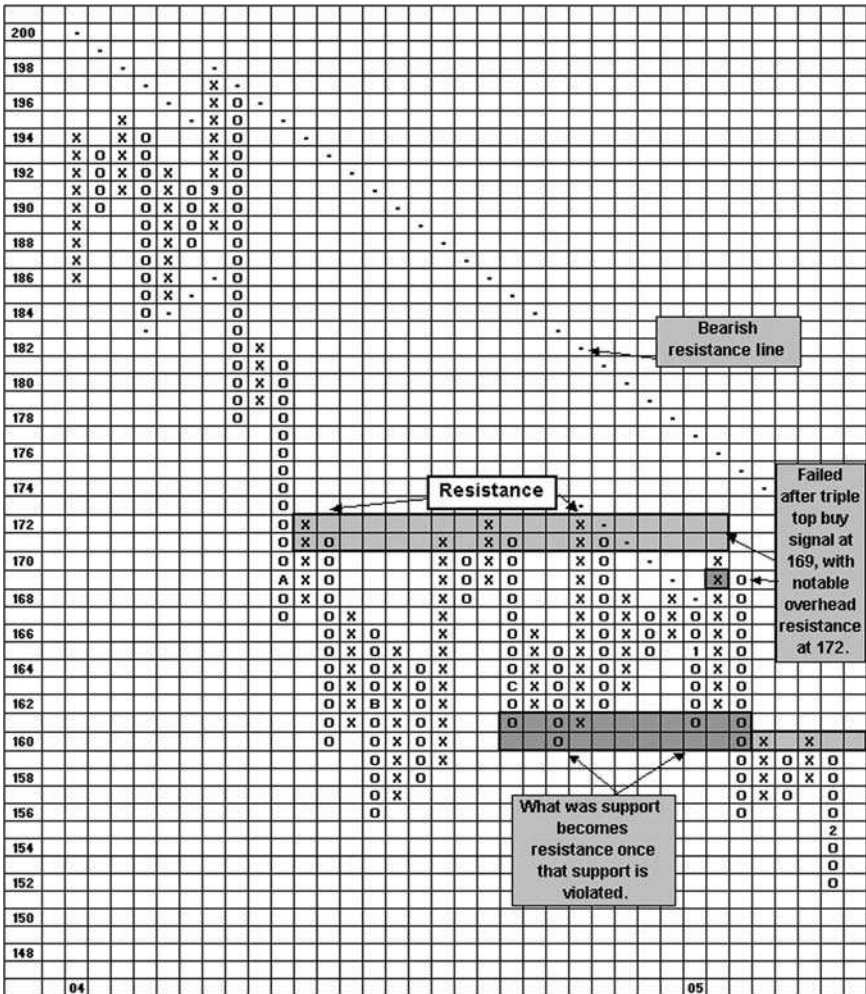 200
198
X
196 X O
X X O
194 X X O X O
X O X O X O
192 X O X O X X O
X O X O X O 9 O
190 X O O X O X O
X O X O X O
188 X O X O O
X O X O
186 X O X O
O X O
184 O O
O
Bearish
resistance line
182 O X
O X O
180 O X O
O X O
178 O O
O
176 O
O
174 O
O
Resistance
172 O X X X
O X O X X O X O
170 O X O X O X O X O X
A X O X O X O X O X O
168 O X O X O O X O X X X O
O O X X O X O X O X O X O
166 O X O X O X X O X O X O X O
O X O X X O X O X O X O 1 X O
164 O X O X O X O X O X O X O X O
O X O X O X C X O X O X O X O
162 O X B X O X O X O X O O X O
O X O X O X O O X O O
160 O O X O X O O X X
O X O X O X O X O
158 O X O O X O X O
O X O X O O
156 O O O
2
154 O
O
152 O
Failed
after triple
top buy
signal at
169, with
notable
overhead
resistance
at 172.
What was support
becomes
resistance once
that support is
violated.
150
148
04 05